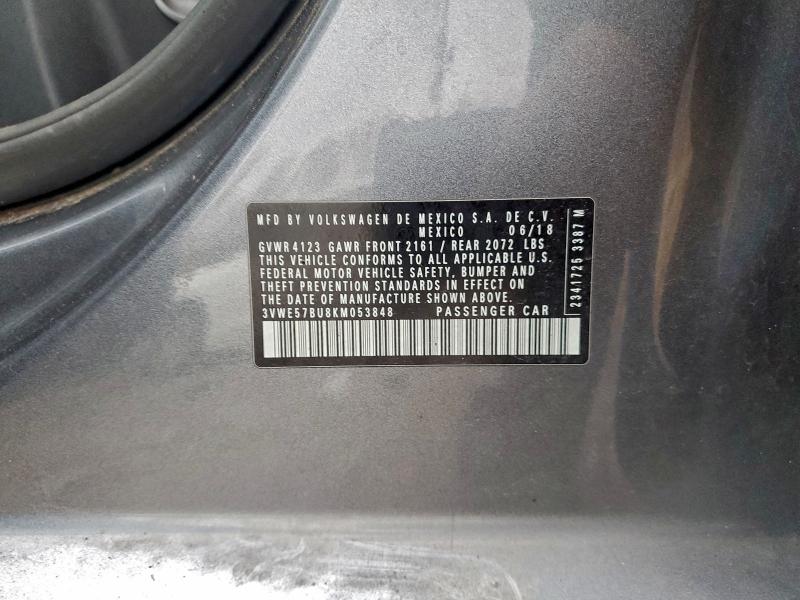 MFD BY VOLKSWAGEN DE MEXICO S.A. DE C.V.
MEXICO 06/18
GVWR 4123 GAWR FRONT 2161 / REAR 2072 LBS
THIS VEHICLE CONFORMS TO ALL APPLICABLE U.S.
FEDERAL MOTOR VEHICLE SAFETY, BUMPER AND
THEFT PREVENTION STANDARDS IN EFFECT ON
THE DATE OF MANUFACTURE SHOWN ABOVE.
3VWE57BU8KM053848 PASSENGER CAR
2341725 3387 M